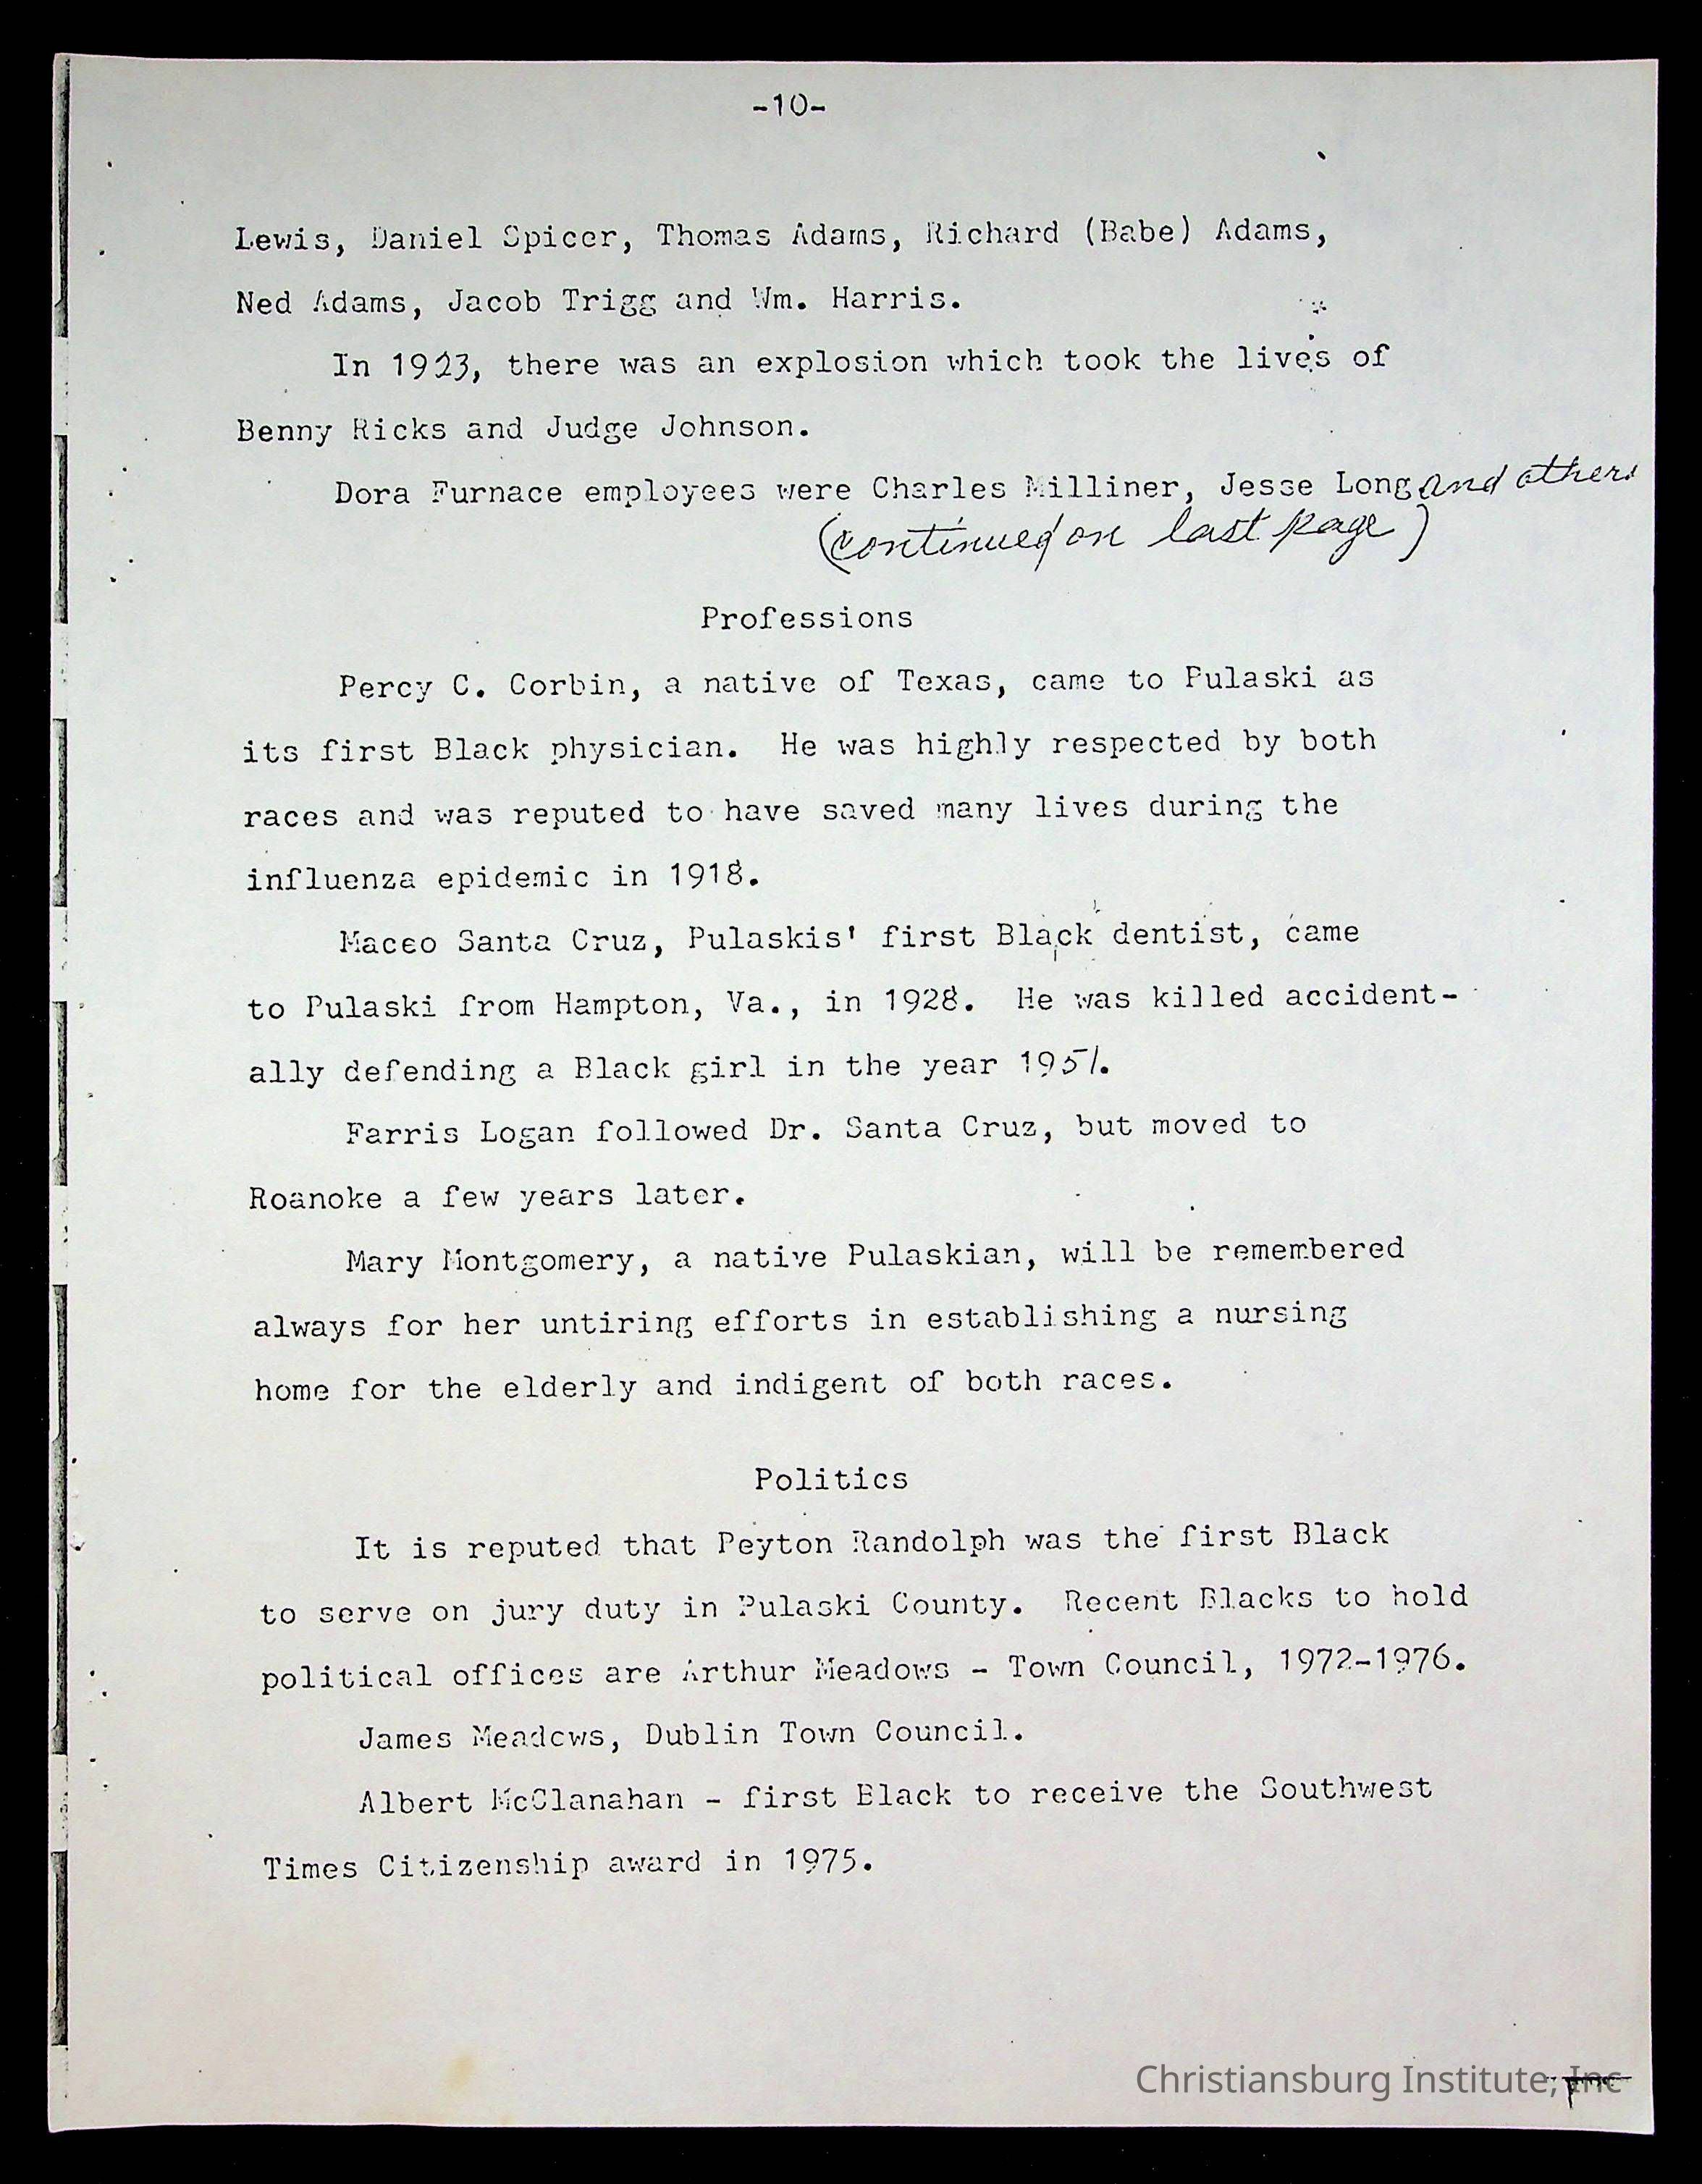 -10-
Lewis, Daniel Spicer, Thomas Adams, Richard (Babe) Adams,
Ned Adams, Jacob Trigg and Wm. Harris.
In 1923, there was an explosion which took the lives of
Benny Ricks and Judge Johnson.
Dora Furnace employees were Charles Milliner, Jesse Long and others
(continued on last page)
Professions
Percy C. Corbin, a native of Texas, came to Pulaski as
its first Black physician. He was highly respected by both
races and was reputed to have saved many lives during the
influenza epidemic in 1918.
Maceo Santa Cruz, Pulaskis' first Black dentist, came
to Pulaski from Hampton, Va., in 1928. He was killed accident-
ally defending a Black girl in the year 1951.
Farris Logan followed Dr. Santa Cruz, but moved to
Roanoke a few years later.
Mary Montgomery, a native Pulaskian, will be remembered
always for her untiring efforts in establishing a nursing
home for the elderly and indigent of both races.
Politics
It is reputed that Peyton Randolph was the first Black
to serve on jury duty in Pulaski County. Recent Blacks to hold
political offices are Arthur Meadows - Town Council, 1972-1976.
James Meadows, Dublin Town Council.
Albert McClanahan - first Black to receive the Southwest
Times Citizenship award in 1975.
Christiansburg Institute, Inc